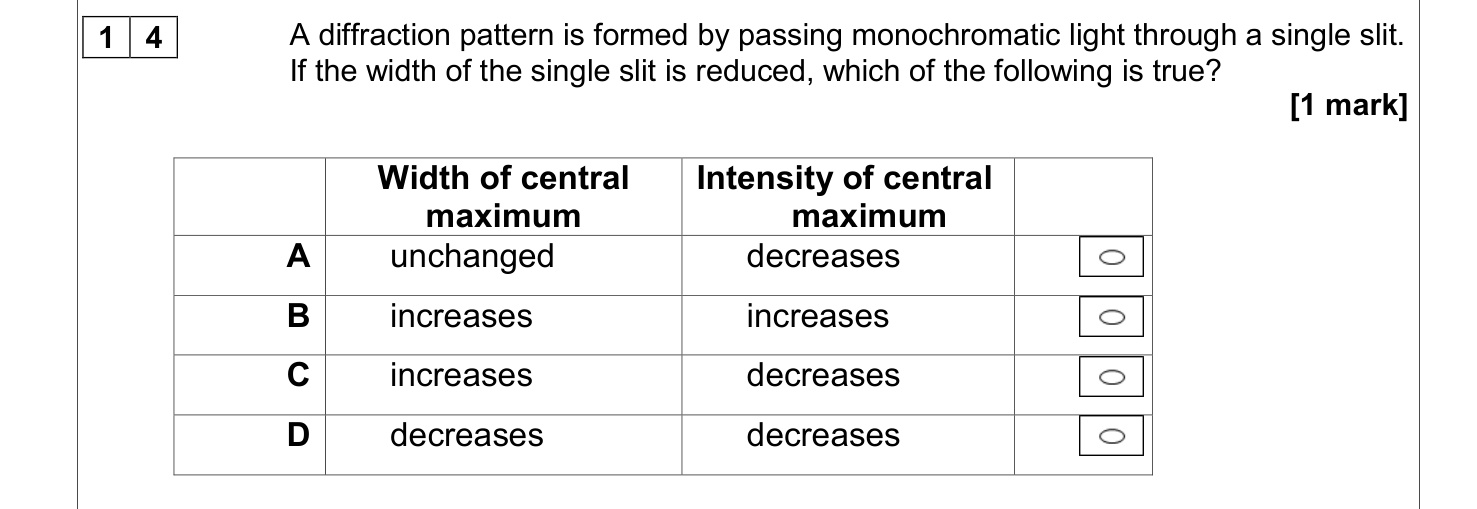 1 4
A diffraction pattern is formed by passing monochromatic light through a single slit.
If the width of the single slit is reduced, which of the following is true?
[1 mark]
Width of central maximum Intensity of central maximum
A unchanged decreases
B increases increases
C increases decreases
D decreases decreases